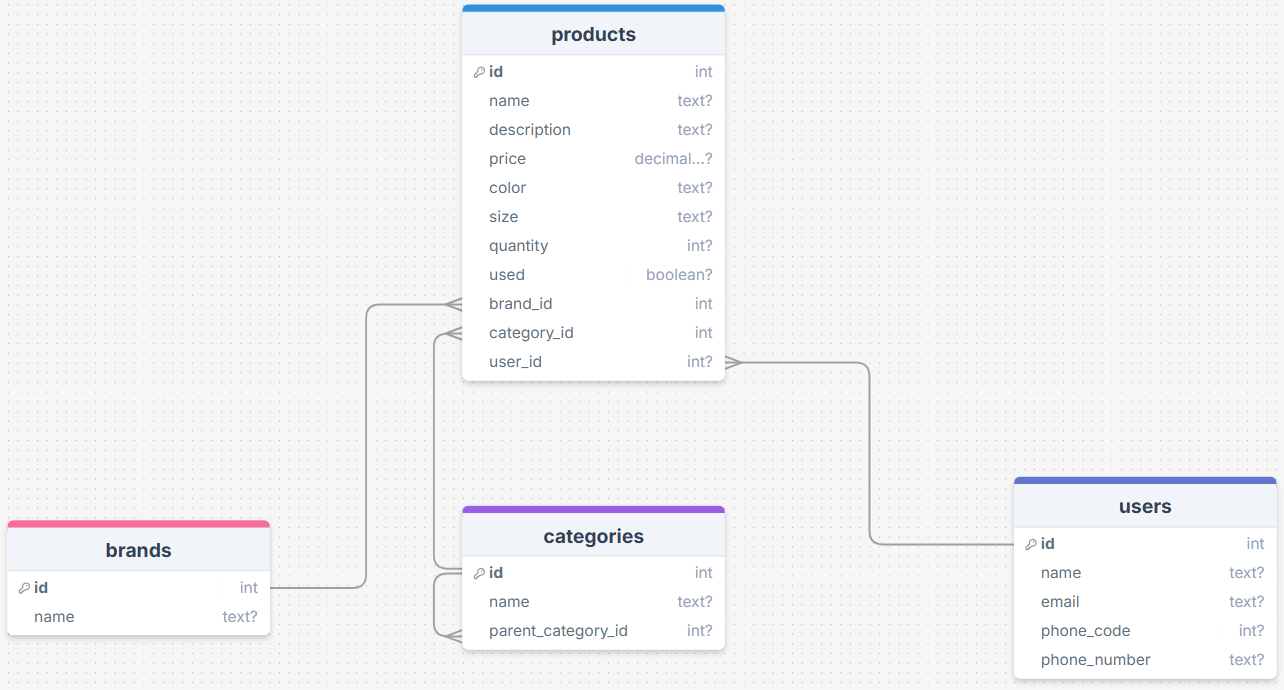 products
id int
name text?
description text?
price decimal...?
color text?
size text?
quantity int?
used boolean?
brand_id int
category_id int
user_id int?
brands
id int
name text?
categories
id int
name text?
parent_category_id int?
users
id int
name text?
email text?
phone_code int?
phone_number text?